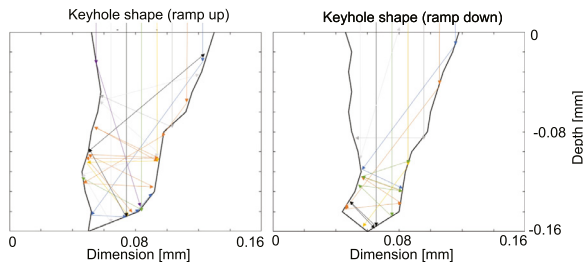 Keyhole shape (ramp up)
Keyhole shape (ramp down)
0
-0.08
-0.16
Depth [mm]
0 0.08 0.16
0 0.08 0.16
Dimension [mm]
Dimension [mm]